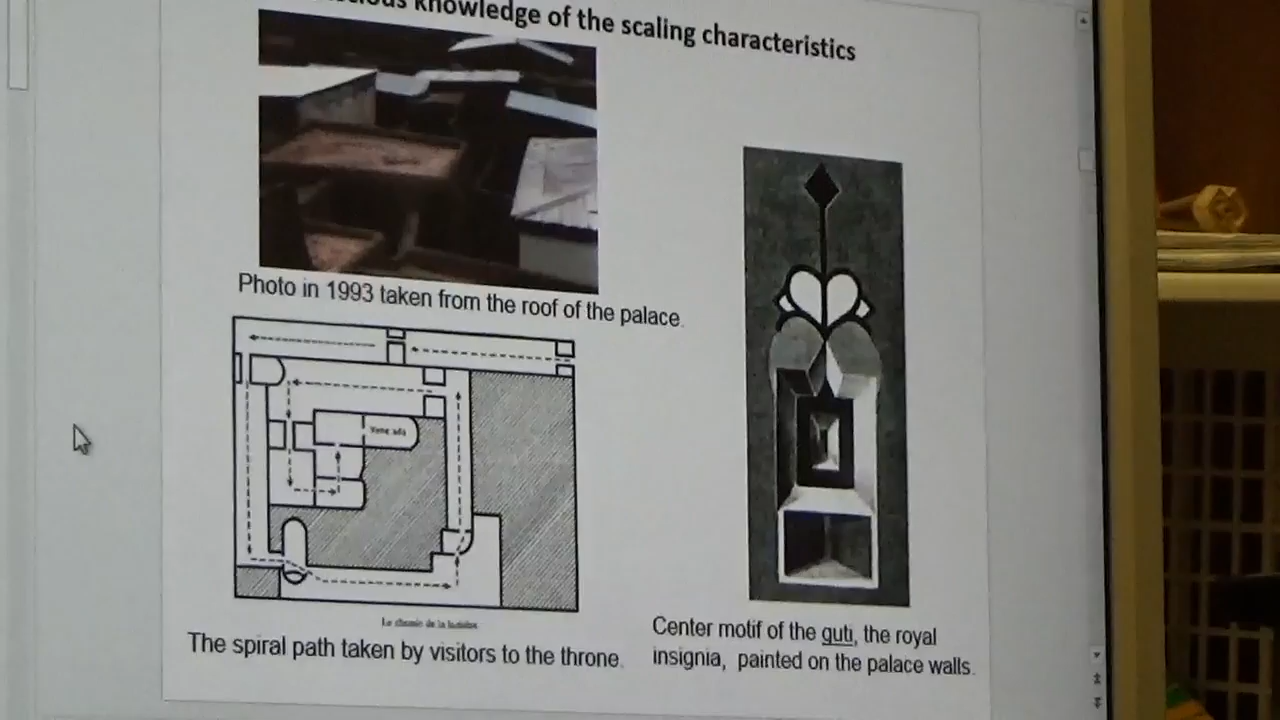 knowledge of the scaling characteristics
Photo in 1993 taken from the roof of the palace.
The spiral path taken by visitors to the throne.
Center motif of the guti, the royal
insignia, painted on the palace walls.